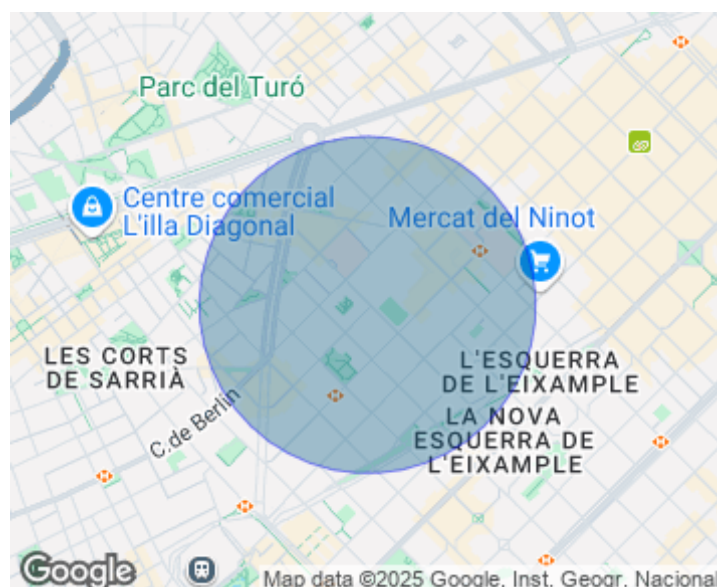 Parc del Turó
Centre comercial
L'illa Diagonal
Mercat del Ninot
LES CORTS
DE SARRIÀ
L'ESQUERRA
DE L'EIXAMPLE
LA NOVA
ESQUERRA DE
L'EIXAMPLE
C.de Berlín
Google
Map data ©2025 Google, Inst. Geogr. Nacional